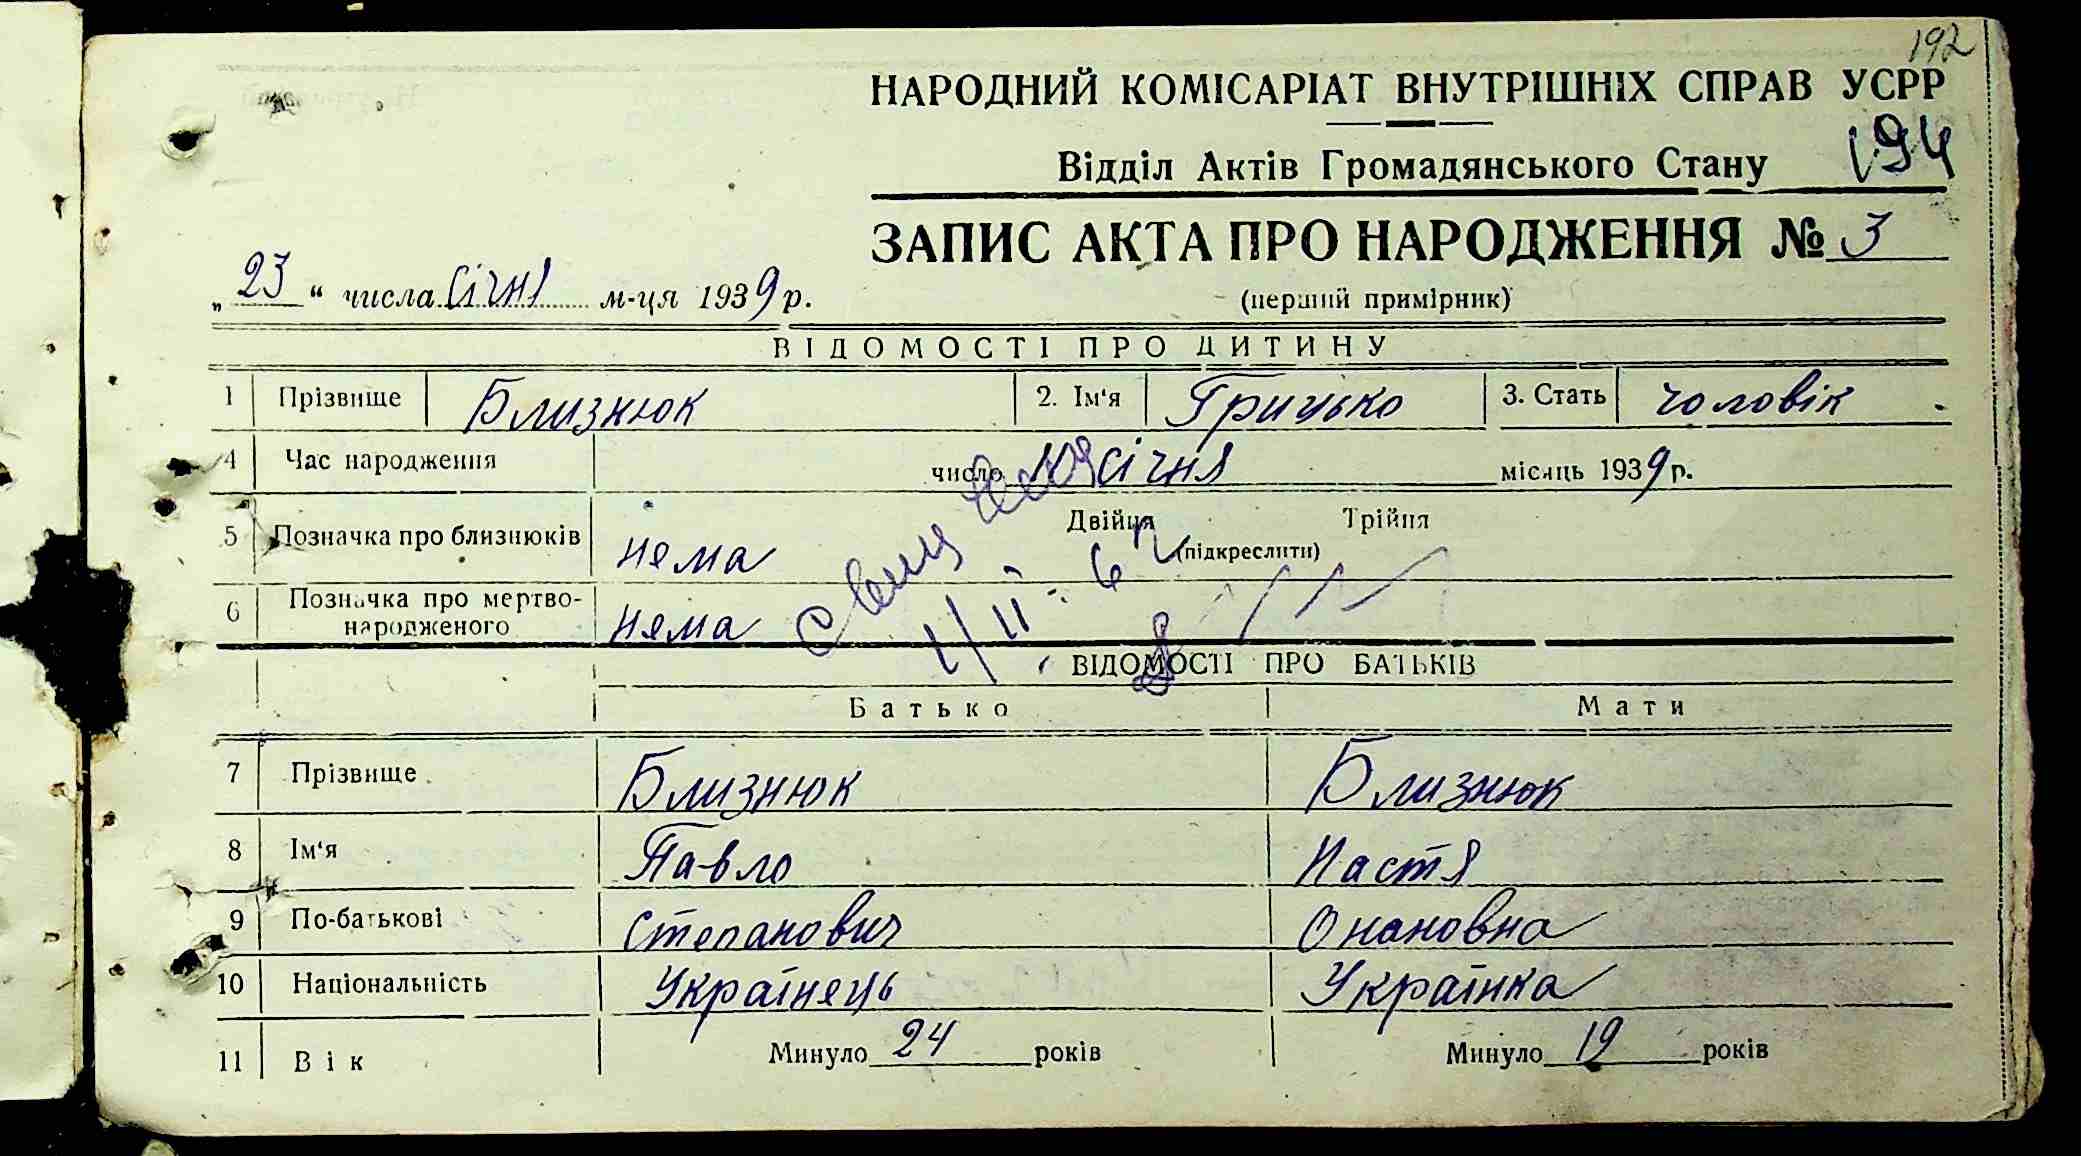 192
НАРОДНИЙ КОМІСАРІАТ ВНУТРІШНІХ СПРАВ УСРР
Відділ Актів Громадянського Стану
194
ЗАПИС АКТА ПРО НАРОДЖЕННЯ № 3
„23“ числа січня м-ця 1939 р.
(перший примірник)
ВІДОМОСТІ ПРО ДИТИНУ
1 Прізвище Близнюк 2. Ім'я Грицько 3. Стать чоловік
4 Час народження число 10 січня місяць 1939 р.
5 Позначка про близнюків нема Двійня Трійня
(підкреслити)
6 Позначка про мертво-
народженого нема
ВІДОМОСТІ ПРО БАТЬКІВ
Батько Мати
7 Прізвище Близнюк Близнюк
8 Ім'я Павло Настя
9 По-батькові Степанович Онановна
10 Національність Українець Українка
11 Вік Минуло 24 років Минуло 19 років